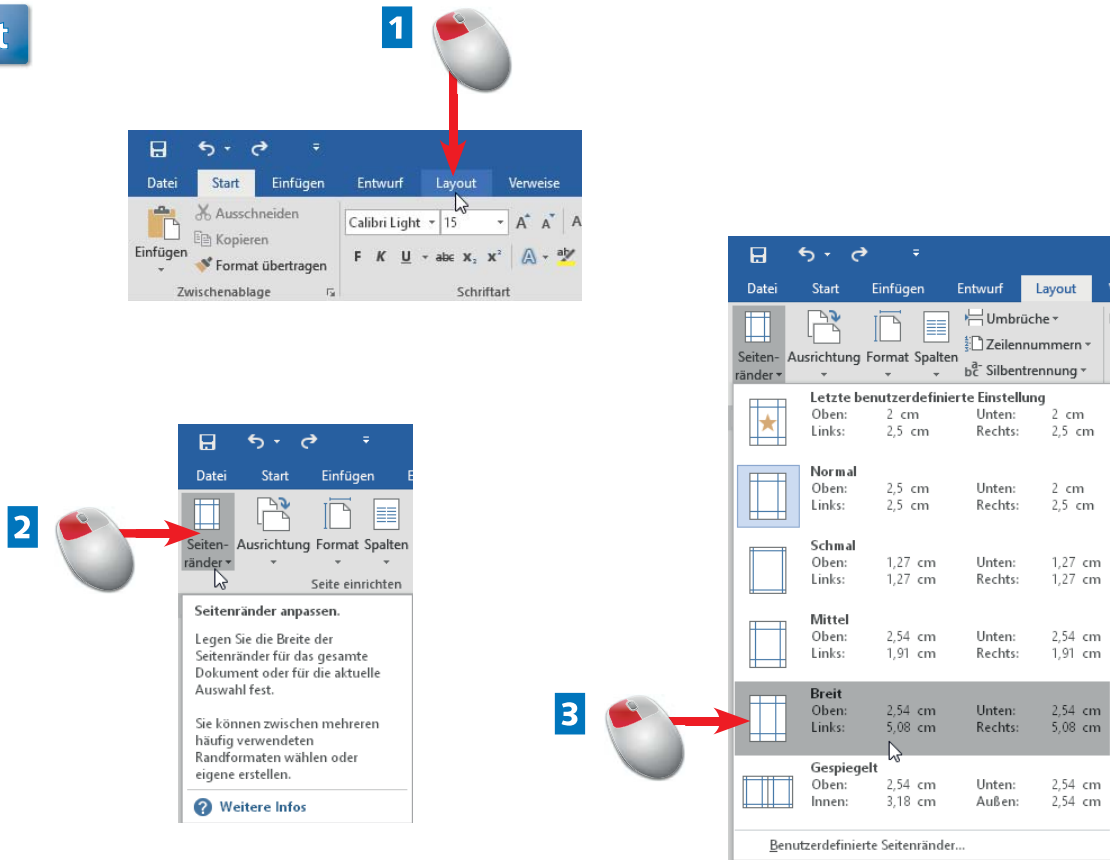 t
1
Datei Start Einfügen Entwurf Layout Verweise
Einfügen
Ausschneiden
Kopieren
Format übertragen
Zwischenablage
Calibri Light 15 A A A
F K U abc x₂ x² A aby
Schriftart
2
Datei Start Einfügen E
Seiten-
ränder
Ausrichtung Format Spalten
Seite einrichten
Seitenränder anpassen.
Legen Sie die Breite der
Seitenränder für das gesamte
Dokument oder für die aktuelle
Auswahl fest.
Sie können zwischen mehreren
häufig verwendeten
Randformaten wählen oder
eigene erstellen.
? Weitere Infos
3
Datei Start Einfügen Entwurf Layout
Seiten-
ränder
Ausrichtung Format Spalten
Umbrüche
Zeilennummern
Silbentrennung
Letzte benutzerdefinierte Einstellung
Oben: 2 cm Unten: 2 cm
Links: 2,5 cm Rechts: 2,5 cm
Normal
Oben: 2,5 cm Unten: 2 cm
Links: 2,5 cm Rechts: 2,5 cm
Schmal
Oben: 1,27 cm Unten: 1,27 cm
Links: 1,27 cm Rechts: 1,27 cm
Mittel
Oben: 2,54 cm Unten: 2,54 cm
Links: 1,91 cm Rechts: 1,91 cm
Breit
Oben: 2,54 cm Unten: 2,54 cm
Links: 5,08 cm Rechts: 5,08 cm
Gespiegelt
Oben: 2,54 cm Unten: 2,54 cm
Innen: 3,18 cm Außen: 2,54 cm
Benutzerdefinierte Seitenränder...